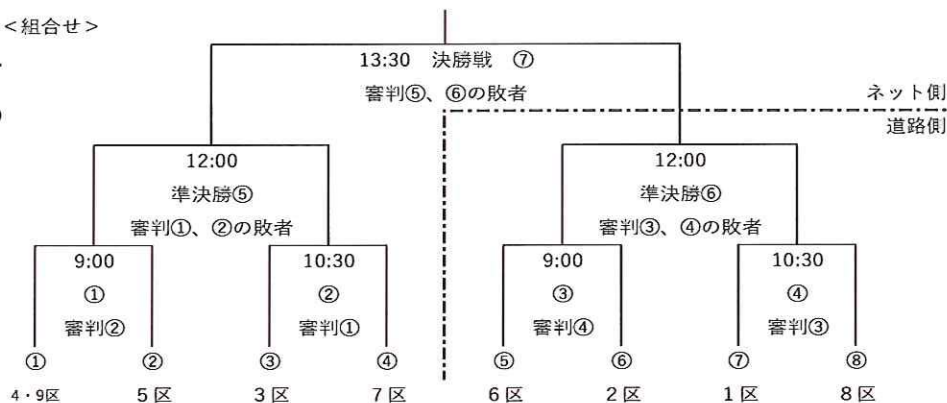 ＜組合せ＞
13:30 決勝戦 ⑦
審判⑤、⑥の敗者
ネット側
道路側
12:00
準決勝⑤
審判①、②の敗者
12:00
準決勝⑥
審判③、④の敗者
9:00
①
審判②
10:30
②
審判①
9:00
③
審判④
10:30
④
審判③
① ② ③ ④ ⑤ ⑥ ⑦ ⑧
4・9区 5区 3区 7区 6区 2区 1区 8区